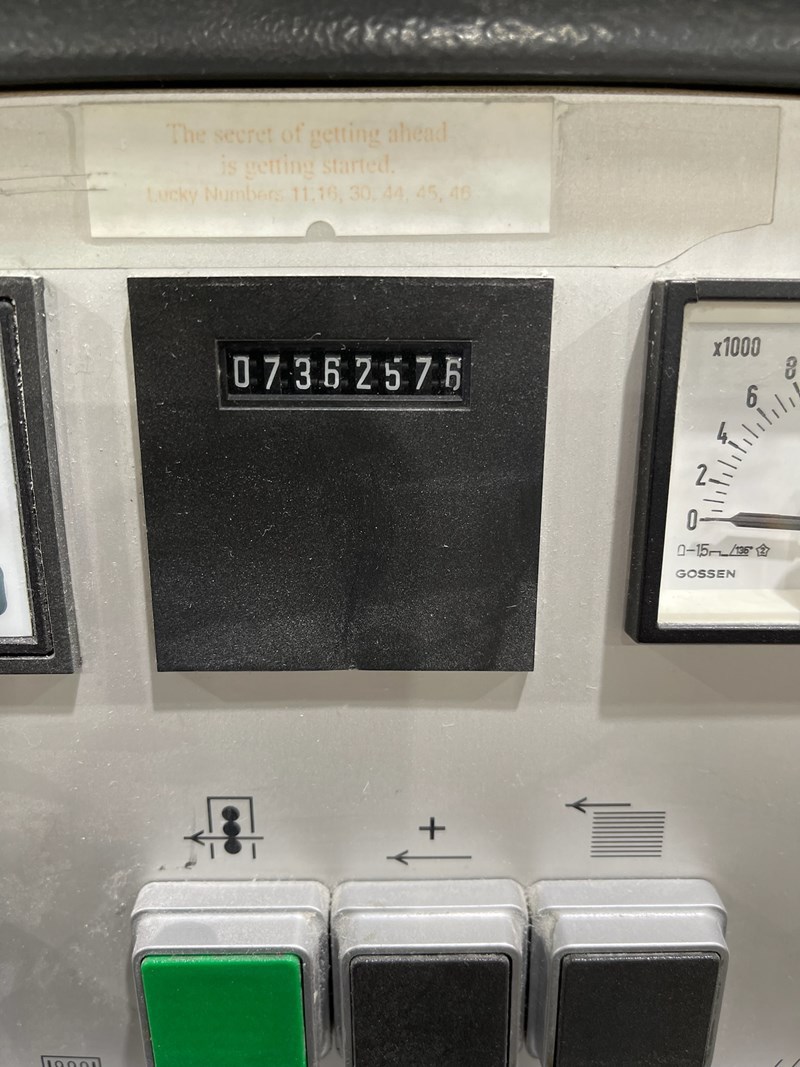 The secret of getting ahead
is getting started.
Lucky Numbers 11,16, 30, 44, 45, 46
07362576
x1000
8
6
4
2
0
GOSSEN